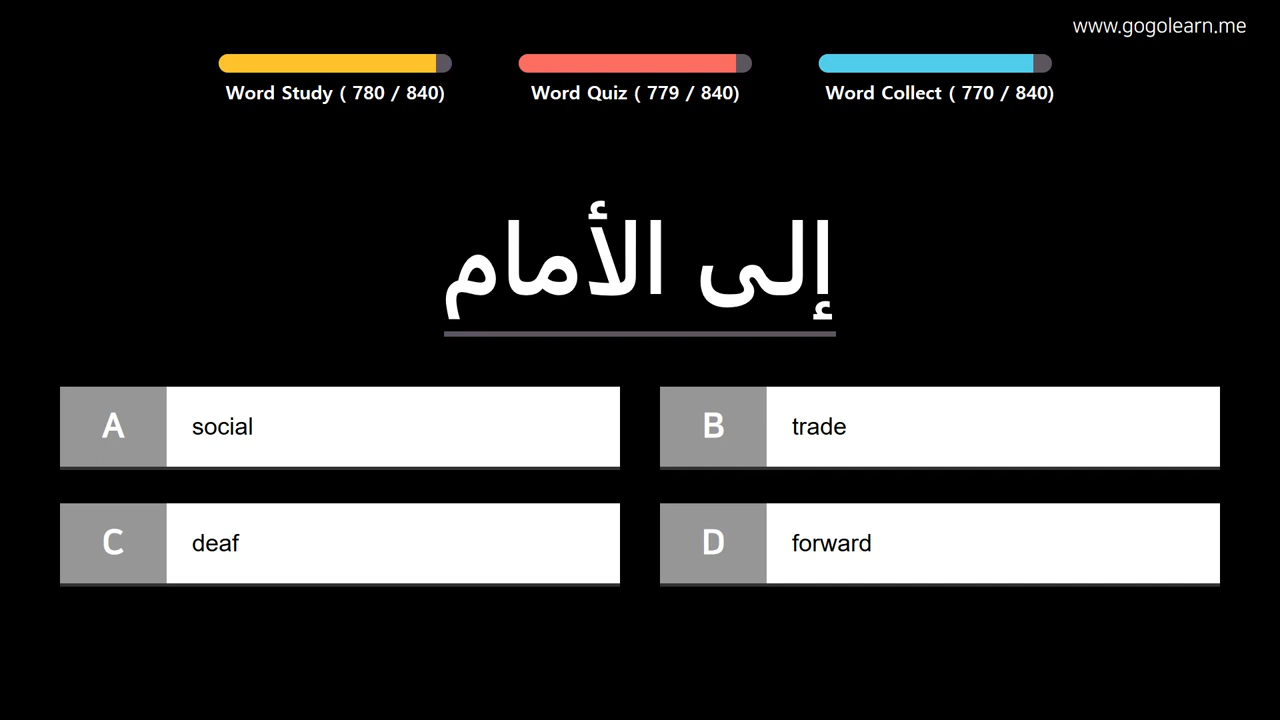 www.gogolearn.me
Word Study ( 780 / 840)
Word Quiz ( 779 / 840)
Word Collect ( 770 / 840)
إلى الأمام
A social
B trade
C deaf
D forward